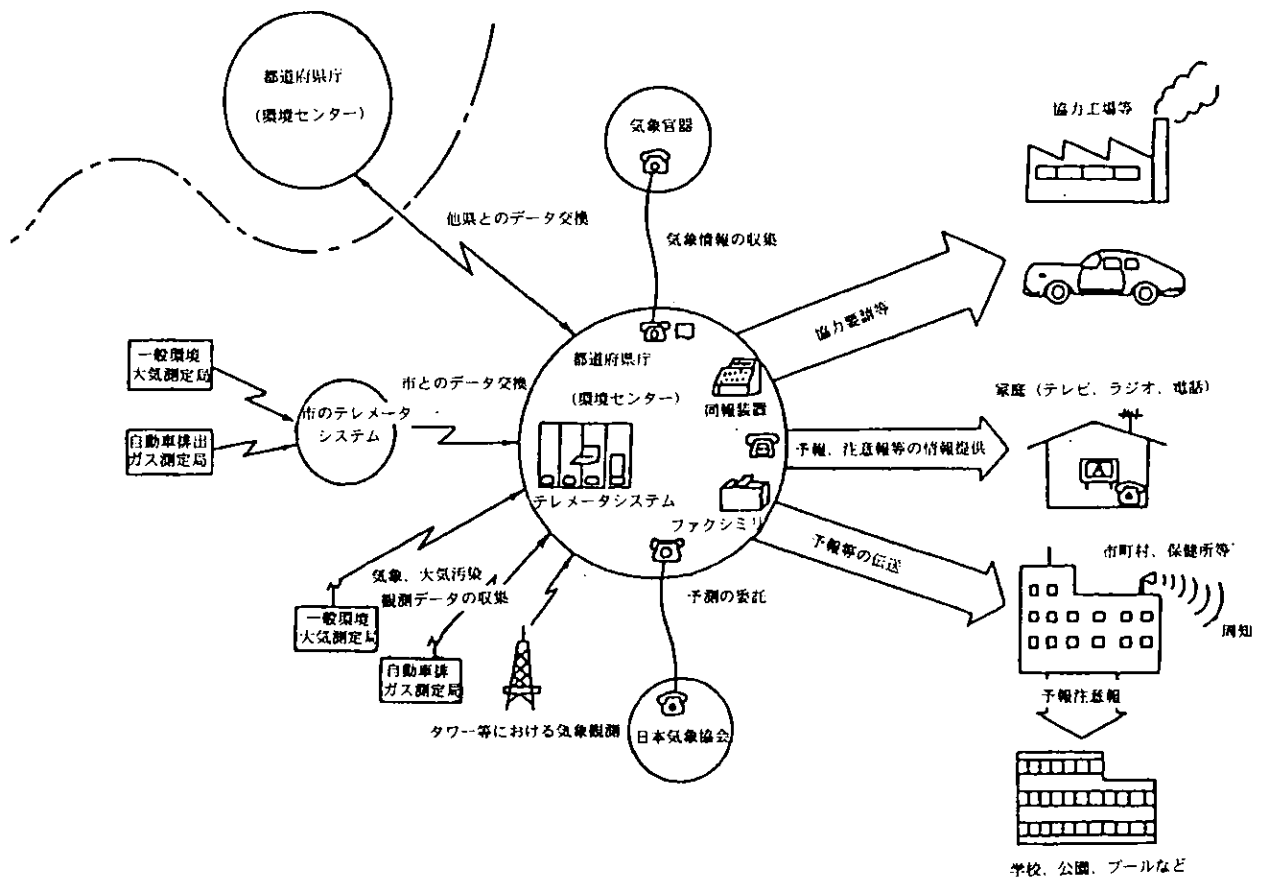 都道府県庁
(環境センター)
気象官器
協力工場等
他県とのデータ交換
気象情報の収集
協力要請等
一般環境
大気測定局
自動車排出
ガス測定局
市のテレメータ
システム
市とのデータ交換
都道府県庁
(環境センター)
同報装置
テレメータシステム
ファクシミリ
家庭(テレビ、ラジオ、電話)
予報、注意報等の情報提供
予報等の伝送
市町村、保健所等
周知
気象、大気汚染
観測データの収集
一般環境
大気測定局
自動車排
ガス測定局
タワー等における気象観測
予測の委託
日本気象協会
予報注意報
学校、公園、プールなど